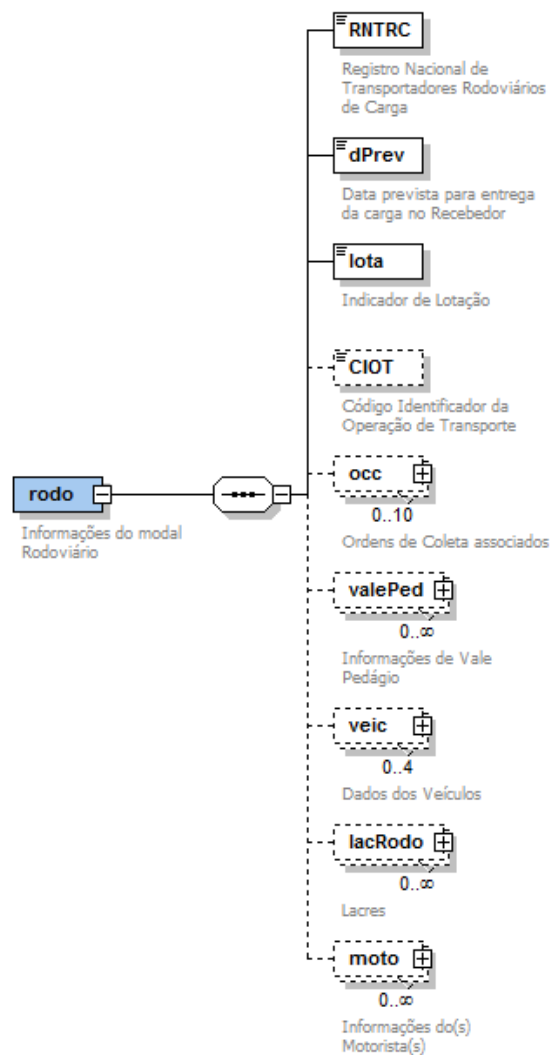 RNTRC
Registro Nacional de
Transportadores Rodoviários
de Carga
dPrev
Data prevista para entrega
da carga no Recebedor
lota
Indicador de Lotação
CIOT
Código Identificador da
Operação de Transporte
rodo
Informações do modal
Rodoviário
occ
0..10
Ordens de Coleta associados
valePed
0..∞
Informações de Vale
Pedágio
veic
0..4
Dados dos Veículos
lacRodo
0..∞
Lacres
moto
0..∞
Informações do(s)
Motorista(s)